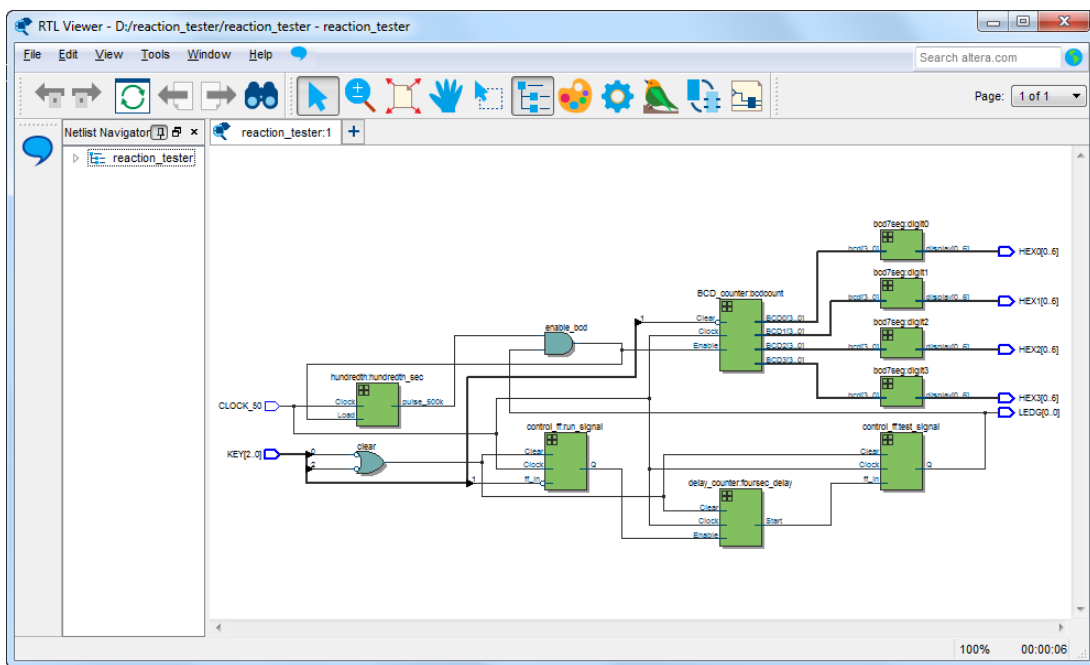 RTL Viewer - D:/reaction_tester/reaction_tester - reaction_tester
File Edit View Tools Window Help
Search altera.com
Page: 1 of 1
Netlist Navigator
reaction_tester:1
reaction_tester
bcd7seg:digit0
bcd[3..0] display[0..6] HEX0[0..6]
bcd7seg:digit1
BCD_counter:bcdcount
bcd[3..0] display[0..6] HEX1[0..6]
1 Clear BCD0[3..0]
bcd7seg:digit2
enable_bcd
Clock BCD1[3..0]
Enable BCD2[3..0]
bcd[3..0] display[0..6] HEX2[0..6]
BCD3[3..0]
bcd7seg:digit3
hundredth:hundredth_sec
bcd[3..0] display[0..6] HEX3[0..6]
CLOCK_50 Clock pulse_500k
Load
LEDG[0..0]
control_ff:run_signal control_ff:test_signal
clear
KEY[2..0] 0 Clear Clear
2 Clock Q Clock Q
1 ff_in ff_in
delay_counter:foursec_delay
Clear
Clock Start
Enable
100% 00:00:06